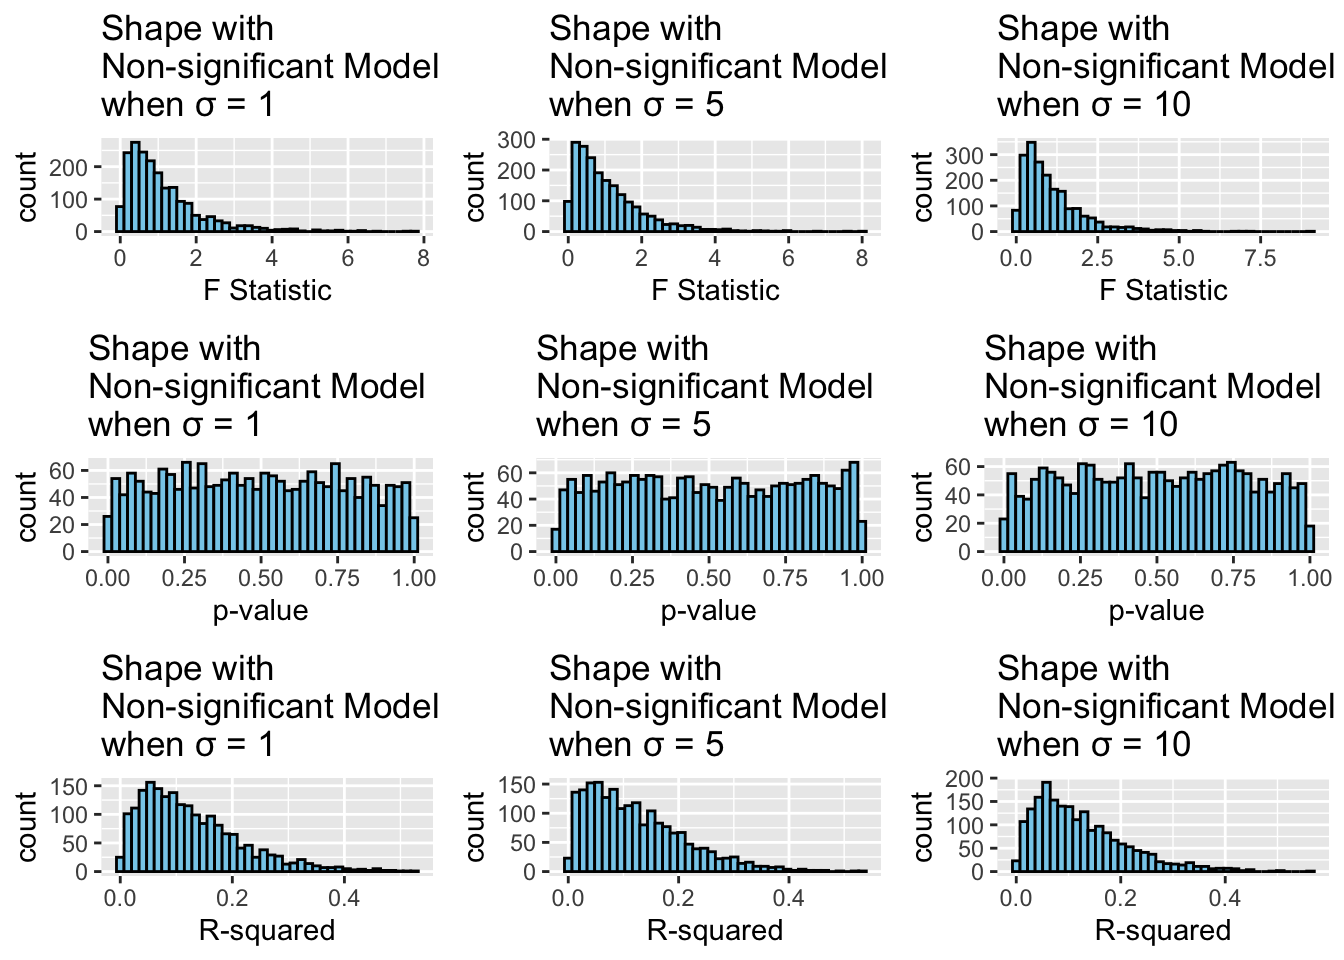 Shape with
Non-significant Model
when σ = 1
count
200
100
0
0 2 4 6 8
F Statistic
Shape with
Non-significant Model
when σ = 5
count
300
200
100
0
0 2 4 6 8
F Statistic
Shape with
Non-significant Model
when σ = 10
count
300
200
100
0
0.0 2.5 5.0 7.5
F Statistic
Shape with
Non-significant Model
when σ = 1
count
60
40
20
0
0.00 0.25 0.50 0.75 1.00
p-value
Shape with
Non-significant Model
when σ = 5
count
60
40
20
0
0.00 0.25 0.50 0.75 1.00
p-value
Shape with
Non-significant Model
when σ = 10
count
60
40
20
0
0.00 0.25 0.50 0.75 1.00
p-value
Shape with
Non-significant Model
when σ = 1
count
150
100
50
0
0.0 0.2 0.4
R-squared
Shape with
Non-significant Model
when σ = 5
count
150
100
50
0
0.0 0.2 0.4
R-squared
Shape with
Non-significant Model
when σ = 10
count
200
150
100
50
0
0.0 0.2 0.4
R-squared